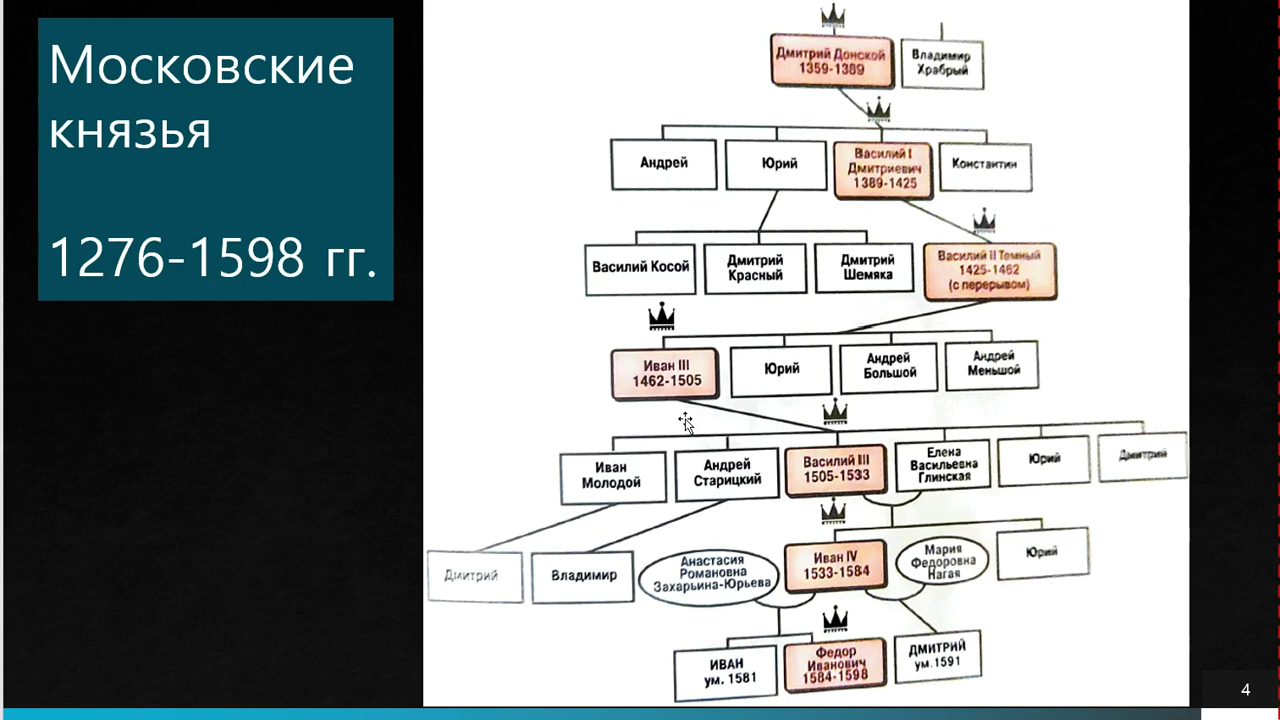 Московские
князья
1276-1598 гг.
Дмитрий Донской
1359-1389
Владимир
Храбрый
Андрей
Юрий
Василий I
Дмитриевич
1389-1425
Константин
Василий Косой
Дмитрий
Красный
Дмитрий
Шемяка
Василий II Темный
1425-1462
(с перерывом)
Иван III
1462-1505
Юрий
Андрей
Большой
Андрей
Меньшой
Иван
Молодой
Андрей
Старицкий
Василий III
1505-1533
Елена
Васильевна
Глинская
Юрий
Дмитрий
Дмитрий
Владимир
Анастасия
Романовна
Захарьина-Юрьева
Иван IV
1533-1584
Мария
Федоровна
Нагая
Юрий
ИВАН
ум. 1581
Федор
Иванович
1584-1598
ДМИТРИЙ
ум. 1591
4